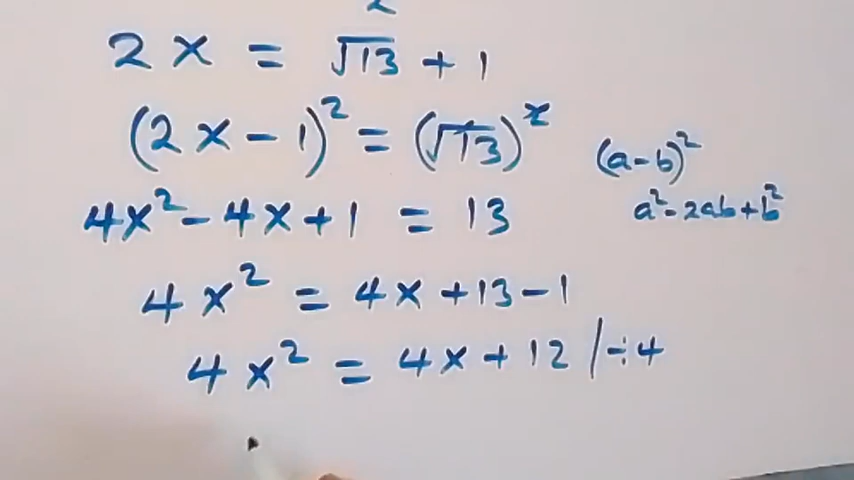 2x = √13 + 1
(2x - 1)² = (√13)²
(a-b)²
4x² - 4x + 1 = 13
a² - 2ab + b²
4x² = 4x + 13 - 1
4x² = 4x + 12 / ÷ 4